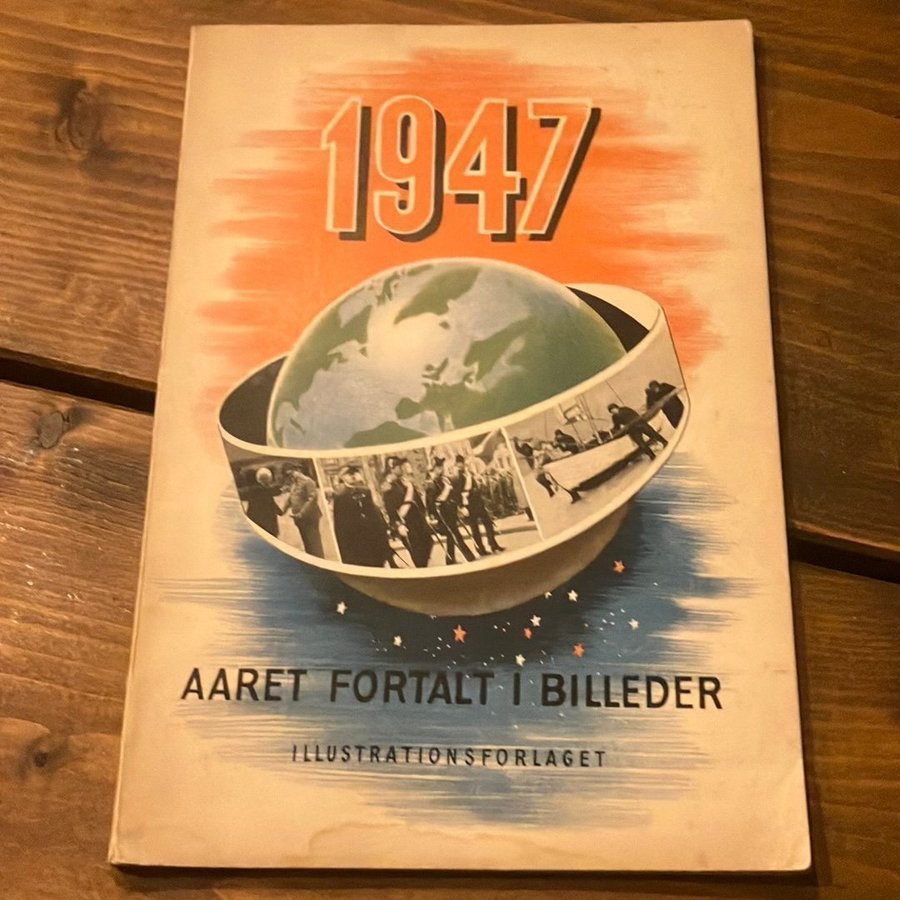 1947
AARET FORTALT I BILLEDER
ILLUSTRATIONSFORLAGET